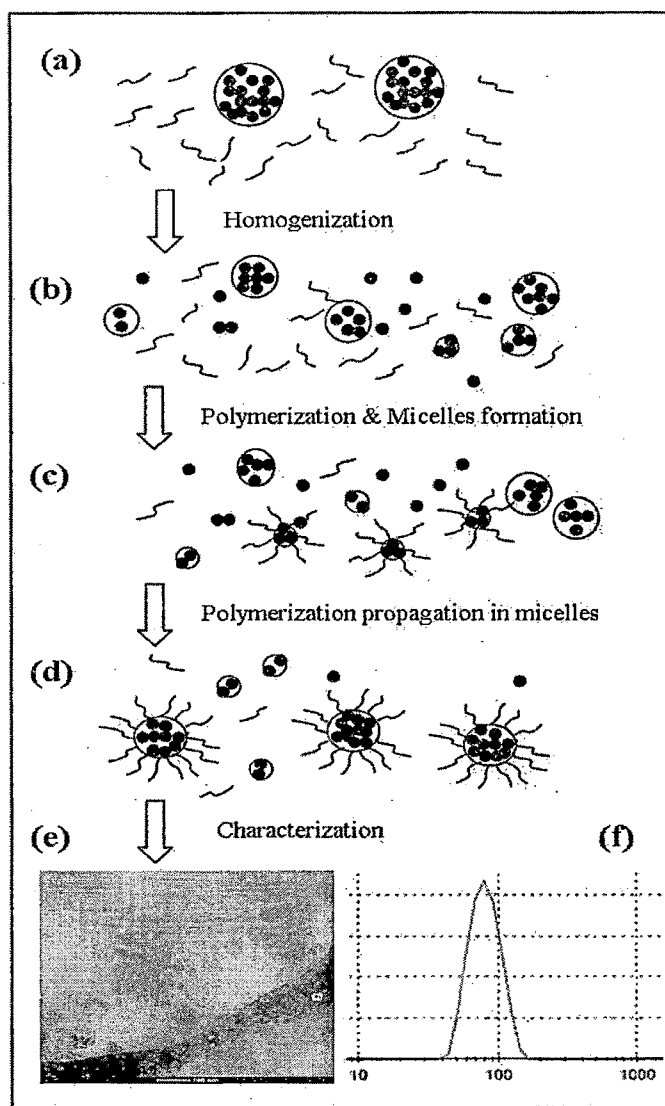 (a)
Homogenization
(b)
Polymerization & Micelles formation
(c)
Polymerization propagation in micelles
(d)
Characterization
(e)
(f)
10 100 1000